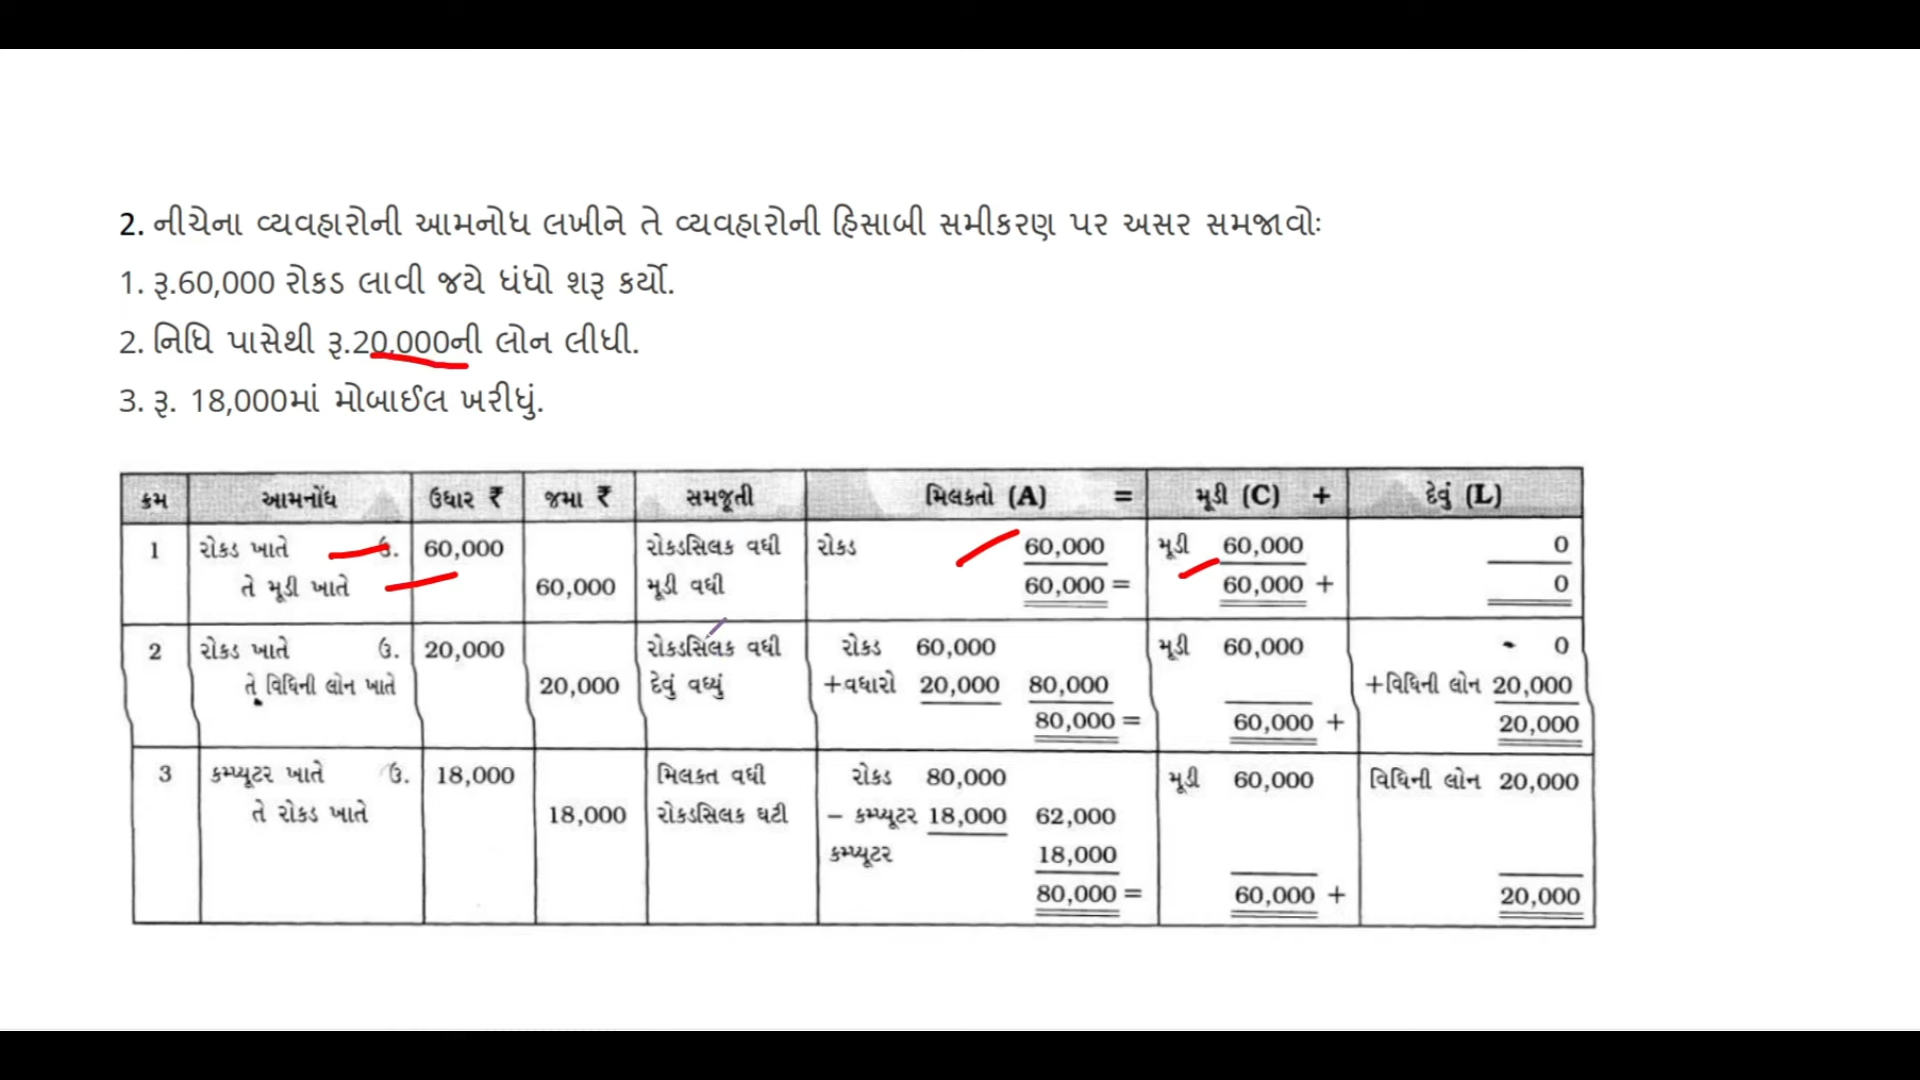 2. નીચેના વ્યવહારોની આમનોધ લખીને તે વ્યવહારોની હિસાબી સમીકરણ પર અસર સમજાવોઃ
1. રૂ.60,000 રોકડ લાવી જયે ધંધો શરૂ કર્યો.
2. નિધિ પાસેથી રૂ.20,000ની લોન લીધી.
3. રૂ. 18,000માં મોબાઈલ ખરીધું.
ક્રમ આમનોંધ ઉધાર ₹ જમા ₹ સમજૂતી મિલકતો (A) = મૂડી (C) + દેવું (L)
1 રોકડ ખાતે ઉ. 60,000 રોકડસિલક વધી રોકડ 60,000 મૂડી 60,000 0
તે મૂડી ખાતે 60,000 મૂડી વધી 60,000 = 60,000 + 0
2 રોકડ ખાતે ઉ. 20,000 રોકડસિલક વધી રોકડ 60,000 મૂડી 60,000 0
તે વિધિની લોન ખાતે 20,000 દેવું વધ્યું +વધારો 20,000 80,000 +વિધિની લોન 20,000
80,000 = 60,000 + 20,000
3 કમ્પ્યૂટર ખાતે ઉ. 18,000 મિલકત વધી રોકડ 80,000 મૂડી 60,000 વિધિની લોન 20,000
તે રોકડ ખાતે 18,000 રોકડસિલક ઘટી – કમ્પ્યૂટર 18,000 62,000
કમ્પ્યૂટર 18,000
80,000 = 60,000 + 20,000